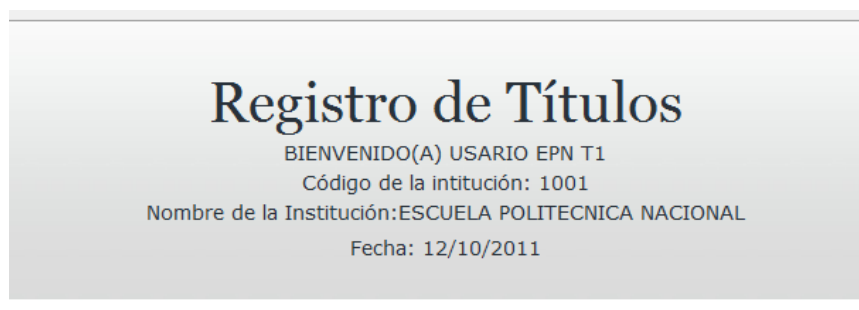 Registro de Títulos
BIENVENIDO(A) USARIO EPN T1
Código de la intitución: 1001
Nombre de la Institución:ESCUELA POLITECNICA NACIONAL
Fecha: 12/10/2011